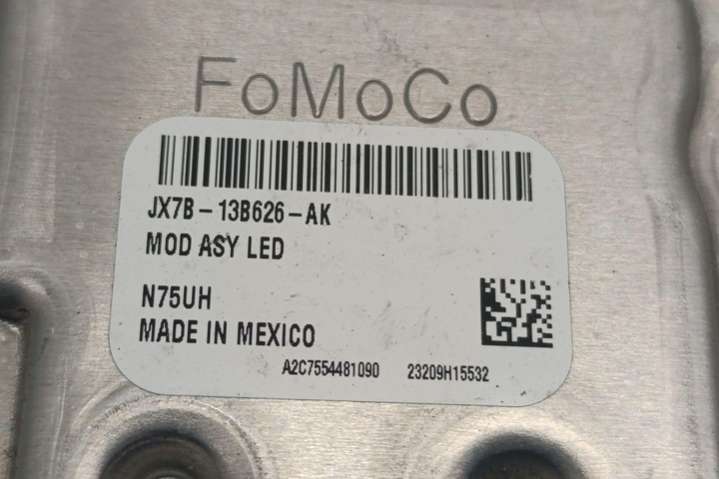 FoMoCo
JX7B-13B626-AK
MOD ASY LED
N75UH
MADE IN MEXICO
A2C7554481090 23209H15532